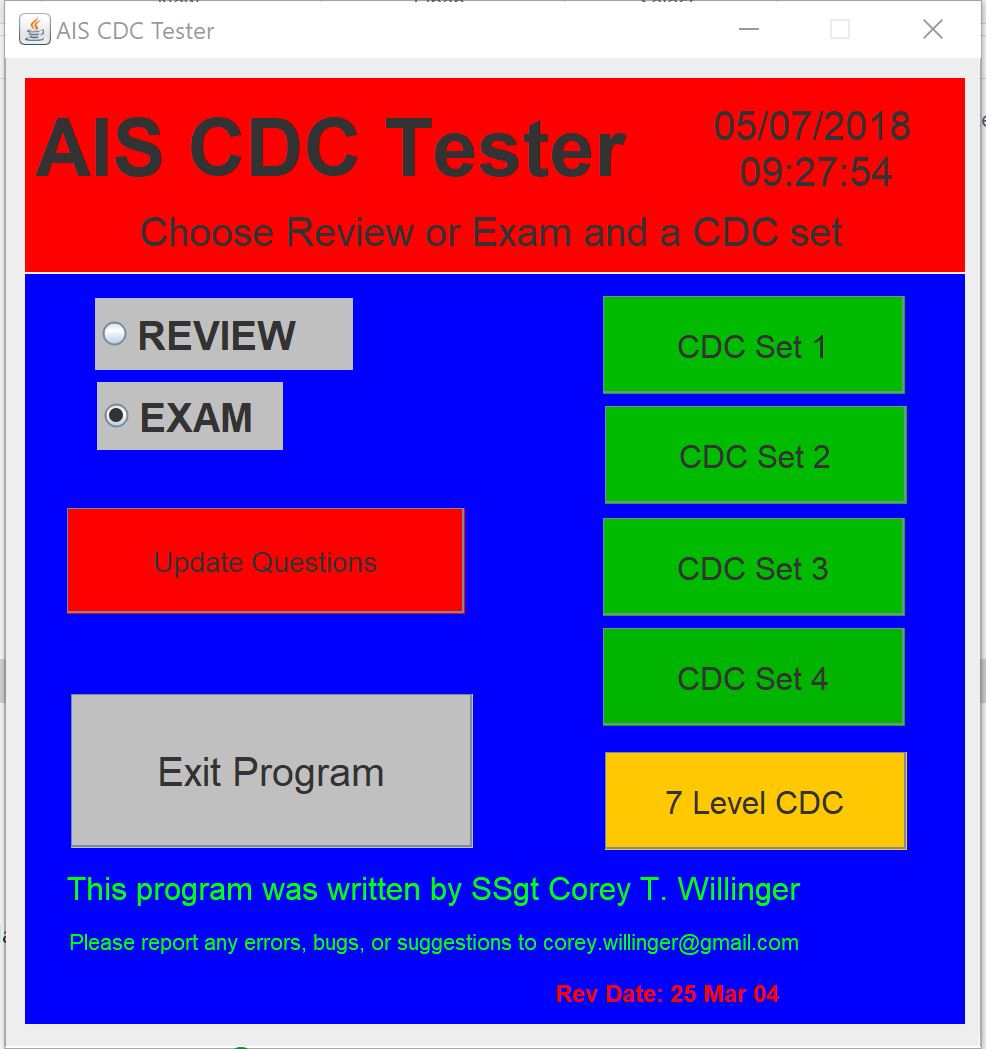 AIS CDC Tester
AIS CDC Tester
05/07/2018
09:27:54
Choose Review or Exam and a CDC set
REVIEW
EXAM
Update Questions
Exit Program
CDC Set 1
CDC Set 2
CDC Set 3
CDC Set 4
7 Level CDC
This program was written by SSgt Corey T. Willinger
Please report any errors, bugs, or suggestions to corey.willinger@gmail.com
Rev Date: 25 Mar 04